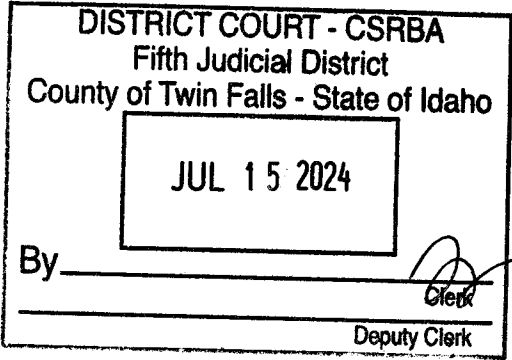 DISTRICT COURT - CSRBA
Fifth Judicial District
County of Twin Falls - State of Idaho
JUL 15 2024
By
Clerk
Deputy Clerk